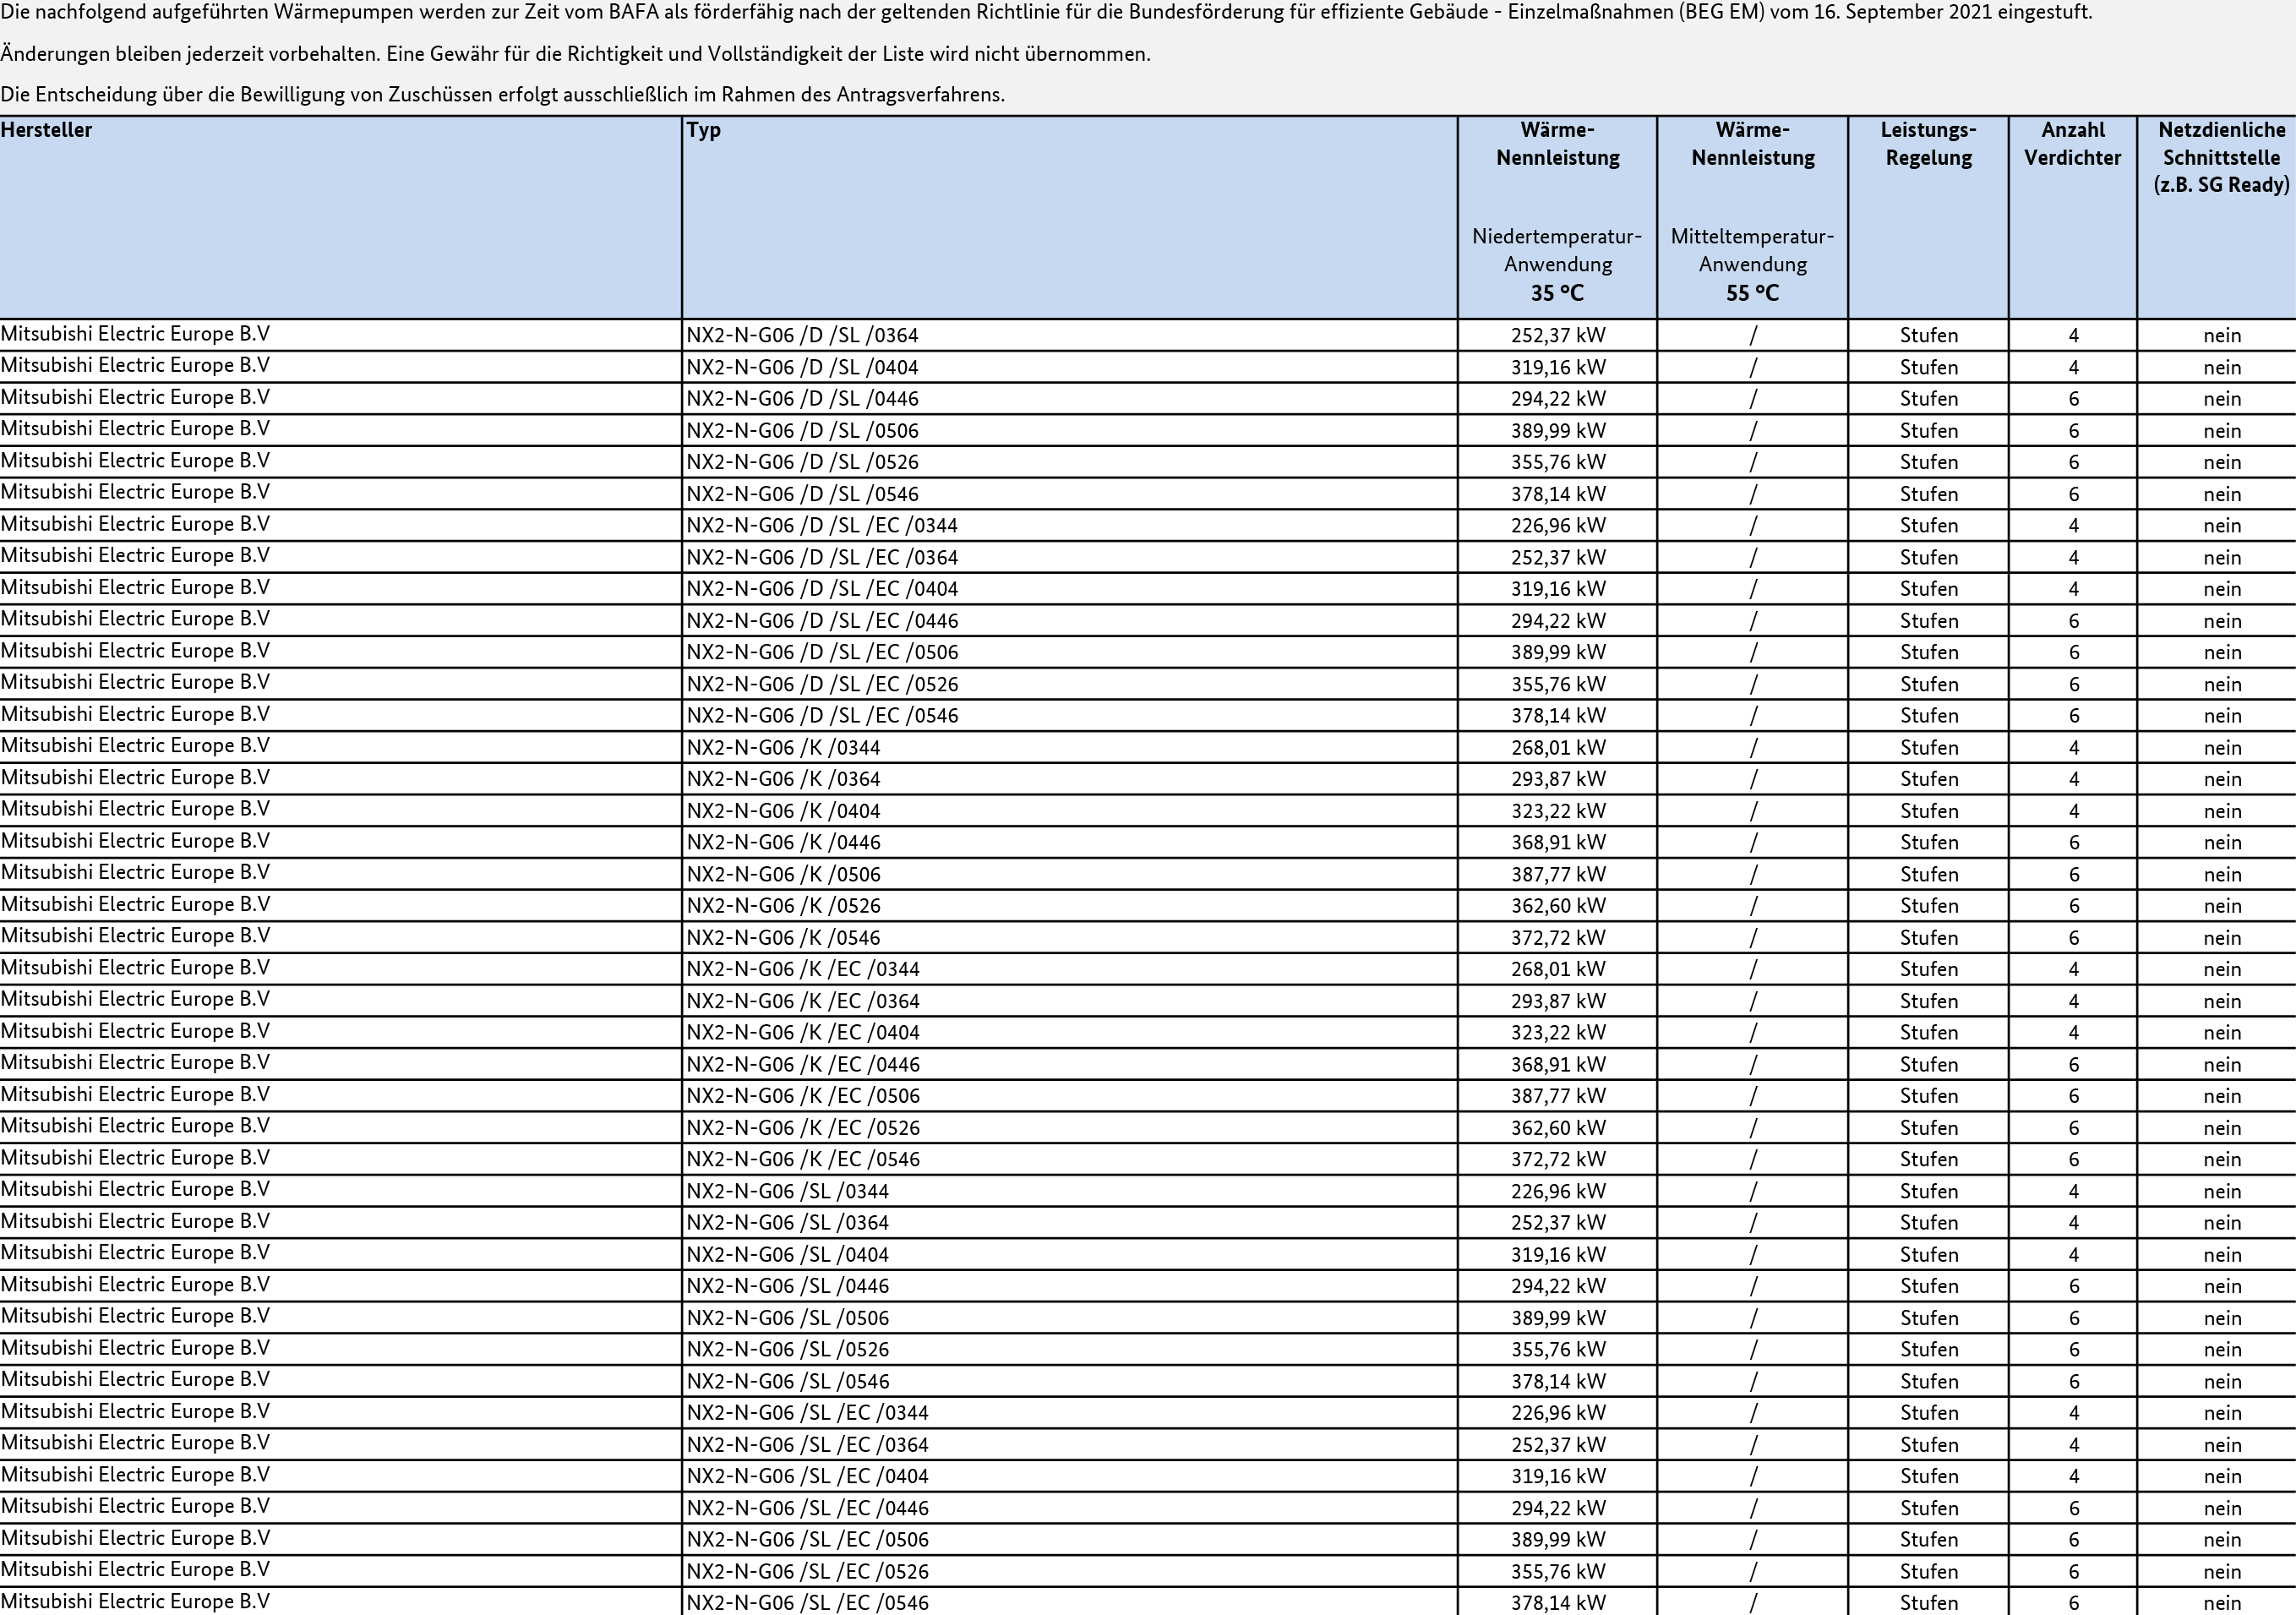 Die nachfolgend aufgeführten Wärmepumpen werden zur Zeit vom BAFA als förderfähig nach der geltenden Richtlinie für die Bundesförderung für effiziente Gebäude - Einzelmaßnahmen (BEG EM) vom 16. September 2021 eingestuft.
Änderungen bleiben jederzeit vorbehalten. Eine Gewähr für die Richtigkeit und Vollständigkeit der Liste wird nicht übernommen.
Die Entscheidung über die Bewilligung von Zuschüssen erfolgt ausschließlich im Rahmen des Antragsverfahrens.
Hersteller Typ Wärme- Wärme- Leistungs- Anzahl Netzdienliche
Nennleistung Nennleistung Regelung Verdichter Schnittstelle
(z.B. SG Ready)
Niedertemperatur- Mitteltemperatur-
Anwendung Anwendung
35 °C 55 °C
Mitsubishi Electric Europe B.V NX2-N-G06 /D /SL /0364 252,37 kW / Stufen 4 nein
Mitsubishi Electric Europe B.V NX2-N-G06 /D /SL /0404 319,16 kW / Stufen 4 nein
Mitsubishi Electric Europe B.V NX2-N-G06 /D /SL /0446 294,22 kW / Stufen 6 nein
Mitsubishi Electric Europe B.V NX2-N-G06 /D /SL /0506 389,99 kW / Stufen 6 nein
Mitsubishi Electric Europe B.V NX2-N-G06 /D /SL /0526 355,76 kW / Stufen 6 nein
Mitsubishi Electric Europe B.V NX2-N-G06 /D /SL /0546 378,14 kW / Stufen 6 nein
Mitsubishi Electric Europe B.V NX2-N-G06 /D /SL /EC /0344 226,96 kW / Stufen 4 nein
Mitsubishi Electric Europe B.V NX2-N-G06 /D /SL /EC /0364 252,37 kW / Stufen 4 nein
Mitsubishi Electric Europe B.V NX2-N-G06 /D /SL /EC /0404 319,16 kW / Stufen 4 nein
Mitsubishi Electric Europe B.V NX2-N-G06 /D /SL /EC /0446 294,22 kW / Stufen 6 nein
Mitsubishi Electric Europe B.V NX2-N-G06 /D /SL /EC /0506 389,99 kW / Stufen 6 nein
Mitsubishi Electric Europe B.V NX2-N-G06 /D /SL /EC /0526 355,76 kW / Stufen 6 nein
Mitsubishi Electric Europe B.V NX2-N-G06 /D /SL /EC /0546 378,14 kW / Stufen 6 nein
Mitsubishi Electric Europe B.V NX2-N-G06 /K /0344 268,01 kW / Stufen 4 nein
Mitsubishi Electric Europe B.V NX2-N-G06 /K /0364 293,87 kW / Stufen 4 nein
Mitsubishi Electric Europe B.V NX2-N-G06 /K /0404 323,22 kW / Stufen 4 nein
Mitsubishi Electric Europe B.V NX2-N-G06 /K /0446 368,91 kW / Stufen 6 nein
Mitsubishi Electric Europe B.V NX2-N-G06 /K /0506 387,77 kW / Stufen 6 nein
Mitsubishi Electric Europe B.V NX2-N-G06 /K /0526 362,60 kW / Stufen 6 nein
Mitsubishi Electric Europe B.V NX2-N-G06 /K /0546 372,72 kW / Stufen 6 nein
Mitsubishi Electric Europe B.V NX2-N-G06 /K /EC /0344 268,01 kW / Stufen 4 nein
Mitsubishi Electric Europe B.V NX2-N-G06 /K /EC /0364 293,87 kW / Stufen 4 nein
Mitsubishi Electric Europe B.V NX2-N-G06 /K /EC /0404 323,22 kW / Stufen 4 nein
Mitsubishi Electric Europe B.V NX2-N-G06 /K /EC /0446 368,91 kW / Stufen 6 nein
Mitsubishi Electric Europe B.V NX2-N-G06 /K /EC /0506 387,77 kW / Stufen 6 nein
Mitsubishi Electric Europe B.V NX2-N-G06 /K /EC /0526 362,60 kW / Stufen 6 nein
Mitsubishi Electric Europe B.V NX2-N-G06 /K /EC /0546 372,72 kW / Stufen 6 nein
Mitsubishi Electric Europe B.V NX2-N-G06 /SL /0344 226,96 kW / Stufen 4 nein
Mitsubishi Electric Europe B.V NX2-N-G06 /SL /0364 252,37 kW / Stufen 4 nein
Mitsubishi Electric Europe B.V NX2-N-G06 /SL /0404 319,16 kW / Stufen 4 nein
Mitsubishi Electric Europe B.V NX2-N-G06 /SL /0446 294,22 kW / Stufen 6 nein
Mitsubishi Electric Europe B.V NX2-N-G06 /SL /0506 389,99 kW / Stufen 6 nein
Mitsubishi Electric Europe B.V NX2-N-G06 /SL /0526 355,76 kW / Stufen 6 nein
Mitsubishi Electric Europe B.V NX2-N-G06 /SL /0546 378,14 kW / Stufen 6 nein
Mitsubishi Electric Europe B.V NX2-N-G06 /SL /EC /0344 226,96 kW / Stufen 4 nein
Mitsubishi Electric Europe B.V NX2-N-G06 /SL /EC /0364 252,37 kW / Stufen 4 nein
Mitsubishi Electric Europe B.V NX2-N-G06 /SL /EC /0404 319,16 kW / Stufen 4 nein
Mitsubishi Electric Europe B.V NX2-N-G06 /SL /EC /0446 294,22 kW / Stufen 6 nein
Mitsubishi Electric Europe B.V NX2-N-G06 /SL /EC /0506 389,99 kW / Stufen 6 nein
Mitsubishi Electric Europe B.V NX2-N-G06 /SL /EC /0526 355,76 kW / Stufen 6 nein
Mitsubishi Electric Europe B.V NX2-N-G06 /SL /EC /0546 378,14 kW / Stufen 6 nein